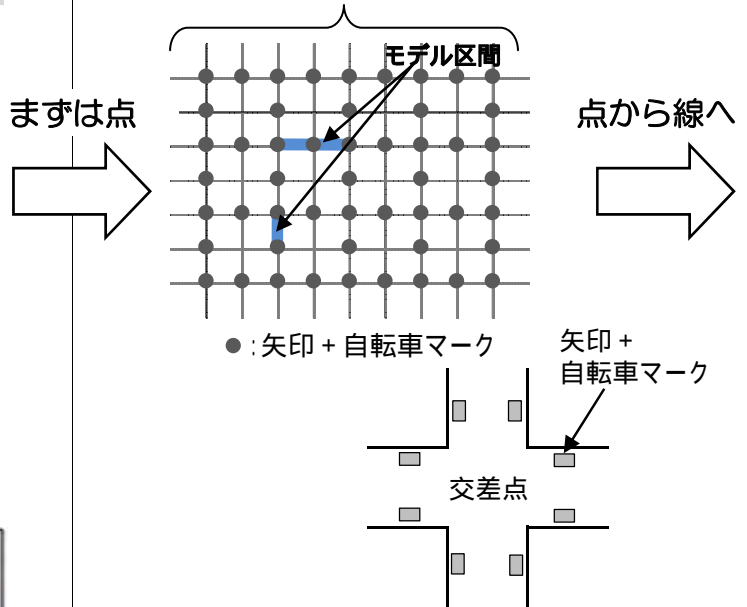 モデル区間
まずは点
点から線へ
●:矢印+自転車マーク
矢印+
自転車マーク
交差点